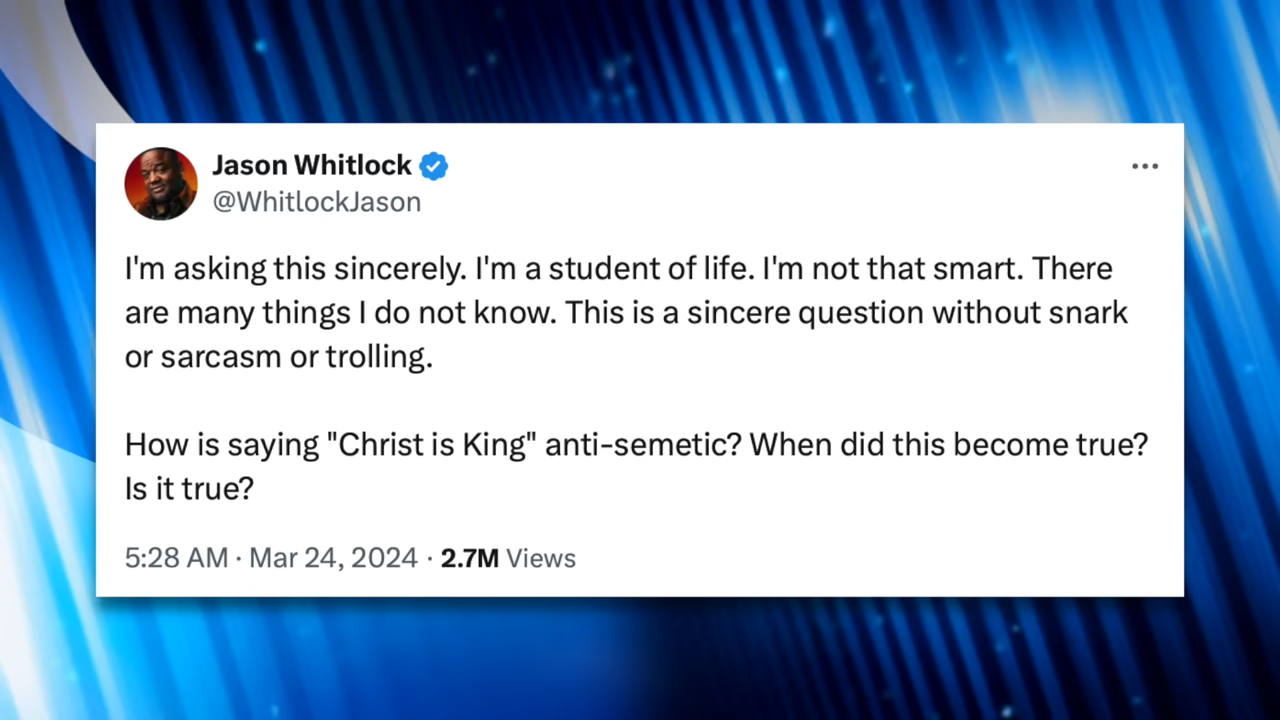 Jason Whitlock
@WhitlockJason
I'm asking this sincerely. I'm a student of life. I'm not that smart. There
are many things I do not know. This is a sincere question without snark
or sarcasm or trolling.
How is saying "Christ is King" anti-semetic? When did this become true?
Is it true?
5:28 AM · Mar 24, 2024 · 2.7M Views